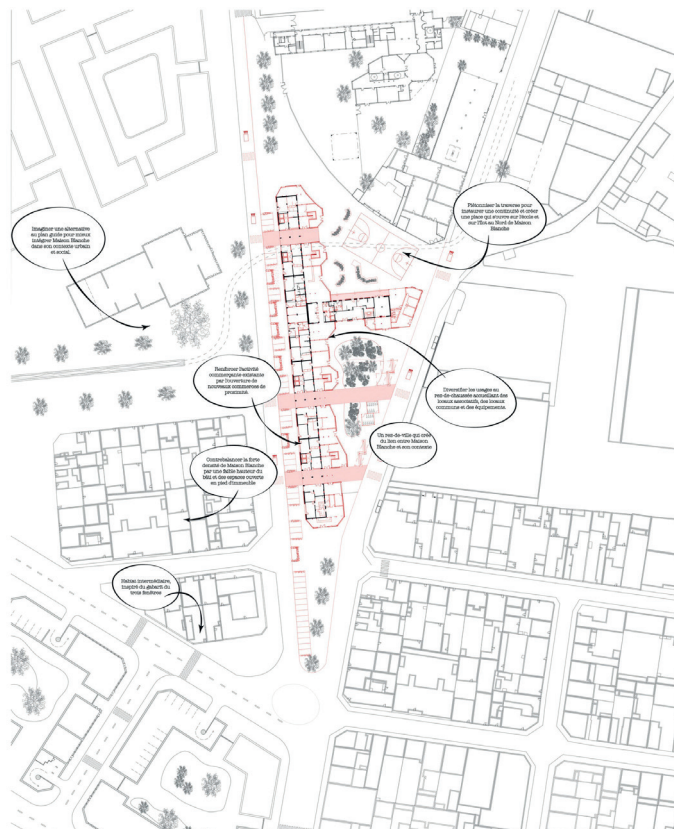 Piétonniser la traverse pour
instaurer une continuité et créer
une place qui s'ouvre sur l'école et
sur l'îlot au Nord de Maison
Blanche
Imaginer une alternative
au plan guide pour mieux
intégrer Maison Blanche
dans son contexte urbain
et social.
Renforcer l'activité
commerçante existante
par l'ouverture de
nouveaux commerces de
proximité.
Diversifier les usages au
rez-de-chaussée accueillant des
locaux associatifs, des locaux
communs et des équipements.
Un rez-de-ville qui crée
du lien entre Maison
Blanche et son contexte
Contrebalancer la forte
densité de Maison Blanche
par une faible hauteur du
bâti et des espaces ouverts
en pied d'immeuble
Habitat intermédiaire,
inspiré du gabarit du
trois fenêtres